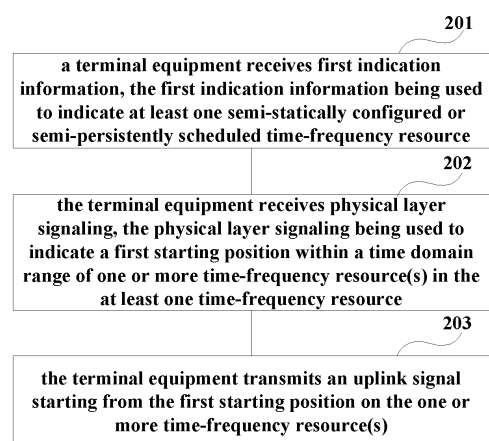 201
a terminal equipment receives first indication
information, the first indication information being used
to indicate at least one semi-statically configured or
semi-persistently scheduled time-frequency resource
202
the terminal equipment receives physical layer
signaling, the physical layer signaling being used to
indicate a first starting position within a time domain
range of one or more time-frequency resource(s) in the
at least one time-frequency resource
203
the terminal equipment transmits an uplink signal
starting from the first starting position on the one or
more time-frequency resource(s)